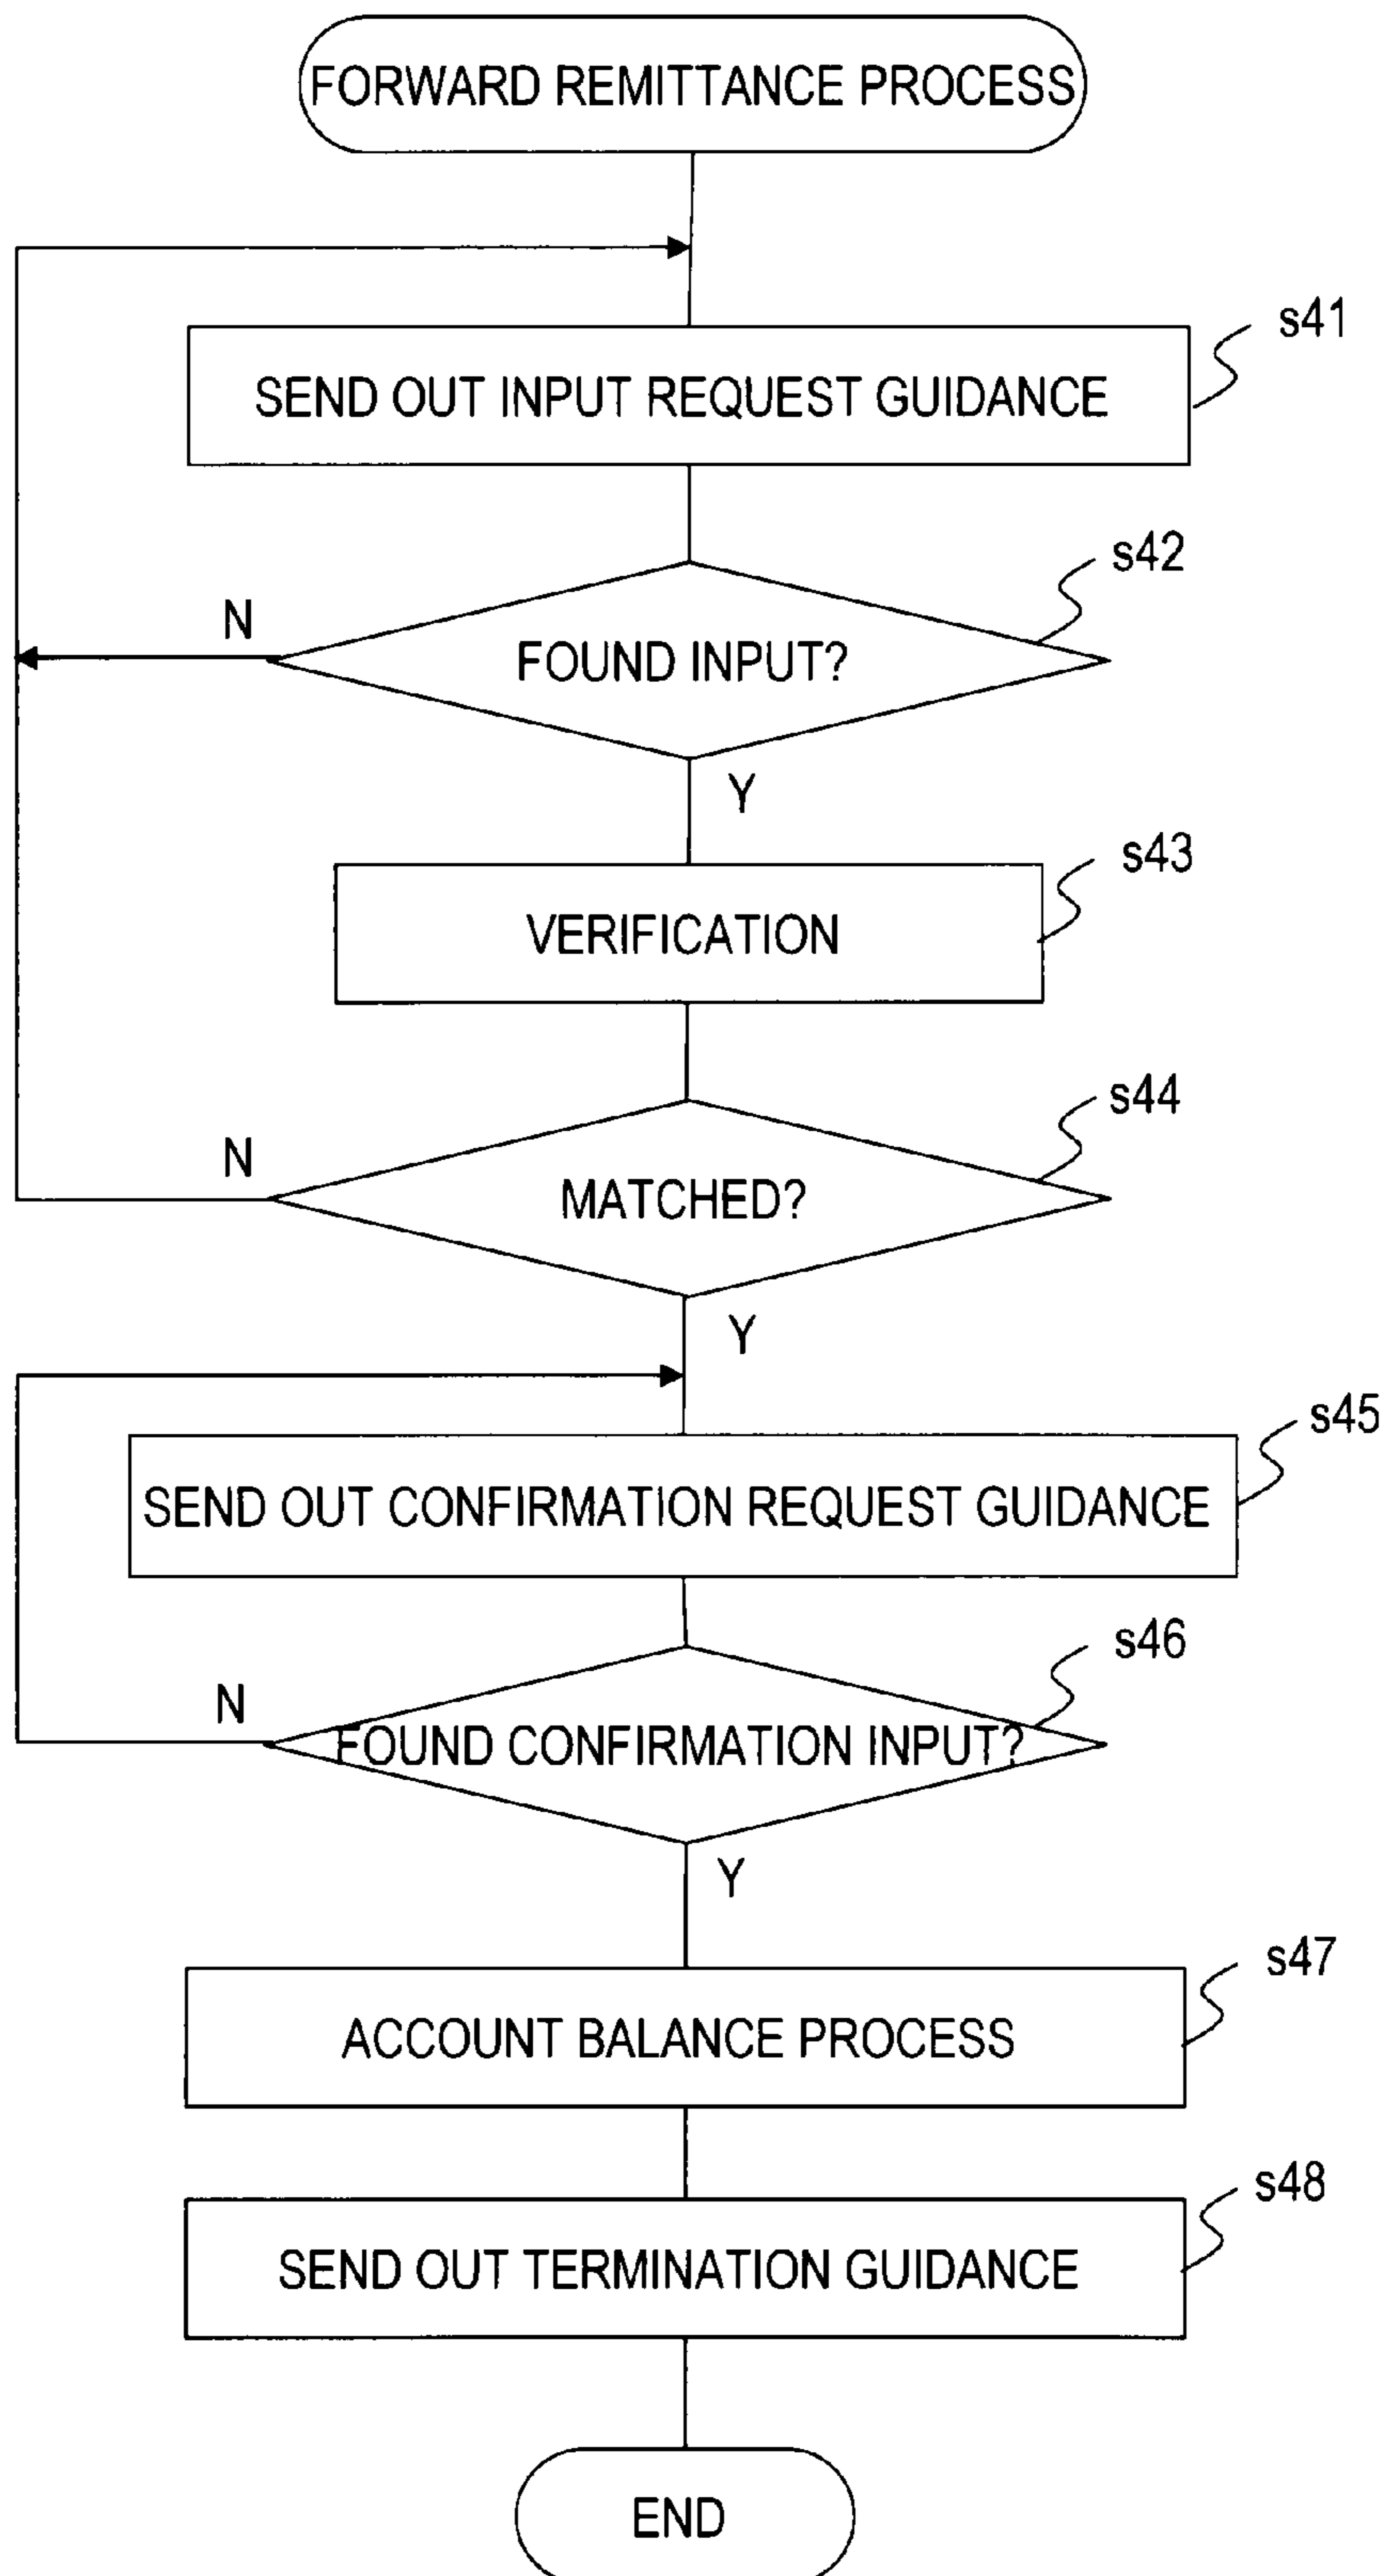 FORWARD REMITTANCE PROCESS
s41
SEND OUT INPUT REQUEST GUIDANCE
s42
N
FOUND INPUT?
Y
s43
VERIFICATION
s44
N
MATCHED?
Y
s45
SEND OUT CONFIRMATION REQUEST GUIDANCE
s46
N
FOUND CONFIRMATION INPUT?
Y
s47
ACCOUNT BALANCE PROCESS
s48
SEND OUT TERMINATION GUIDANCE
END